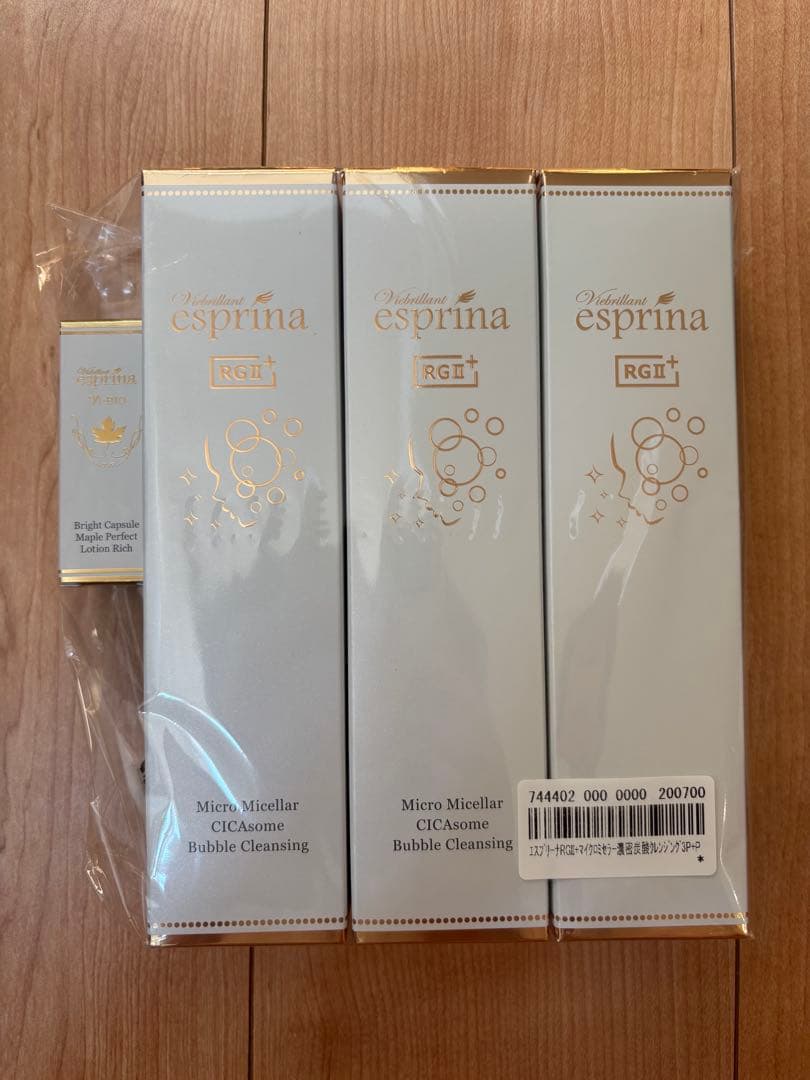 Viebrillant
esprina
Bright Capsule
Maple Perfect
Lotion Rich
Viebrillant
esprina
RGⅡ+
Micro Micellar
CICAsome
Bubble Cleansing
Viebrillant
esprina
RGⅡ+
Micro Micellar
CICAsome
Bubble Cleansing
Viebrillant
esprina
RGⅡ+
744402 000 0000 200700
ｴｽﾌﾟﾘｰﾅRGⅡ+ﾏｲｸﾛﾐｾﾗｰ濃密炭酸ｸﾚﾝｼﾞﾝｸﾞ3P+P
*